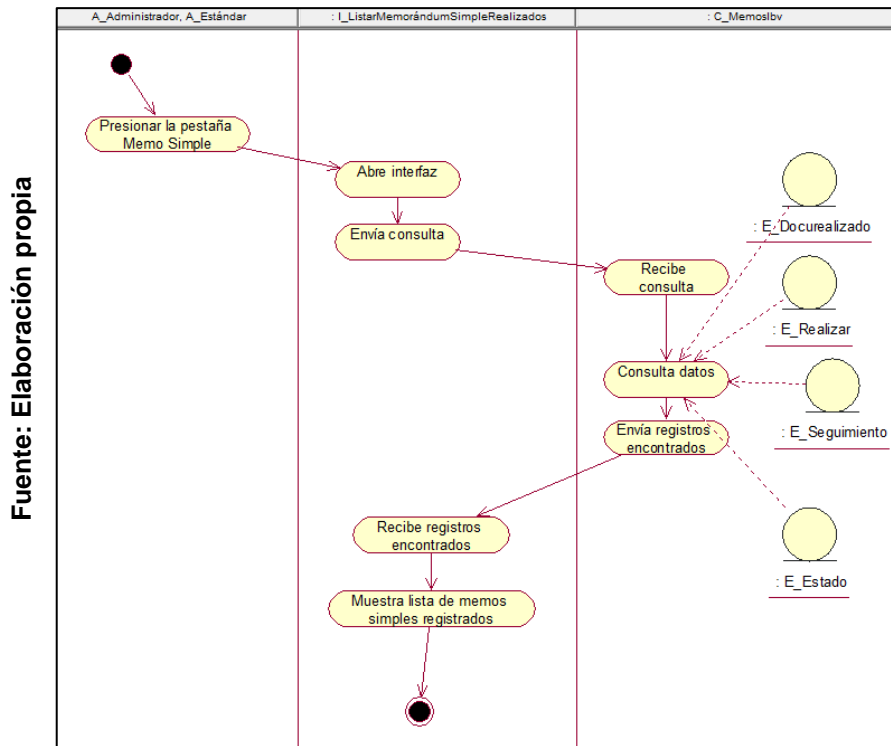 A_Administrador, A_Estándar
: I_ListarMemorándumSimpleRealizados
: C_MemosIbv
Presionar la pestaña
Memo Simple
Abre interfaz
Envía consulta
Recibe
consulta
: E_Docurealizado
: E_Realizar
Consulta datos
: E_Seguimiento
Envía registros
encontrados
Recibe registros
encontrados
: E_Estado
Muestra lista de memos
simples registrados
Fuente: Elaboración propia